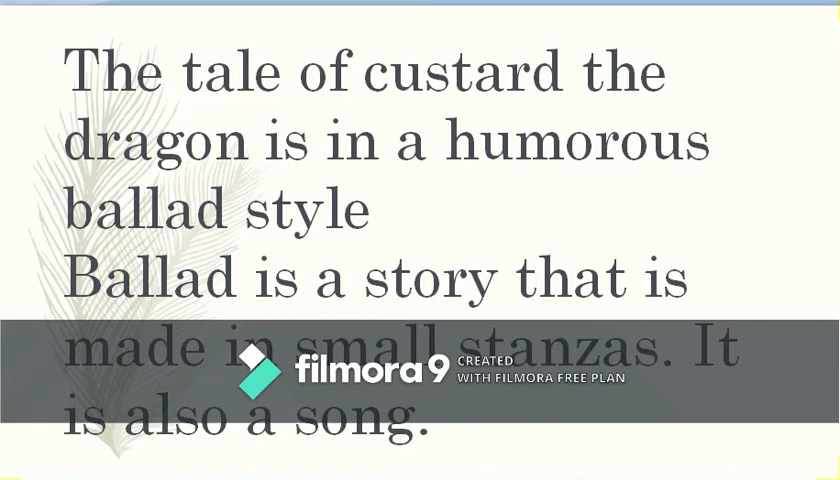 The tale of custard the
dragon is in a humorous
ballad style
Ballad is a story that is
made in small stanzas. It
filmora9 CREATED
WITH FILMORA FREE PLAN
is also a song.